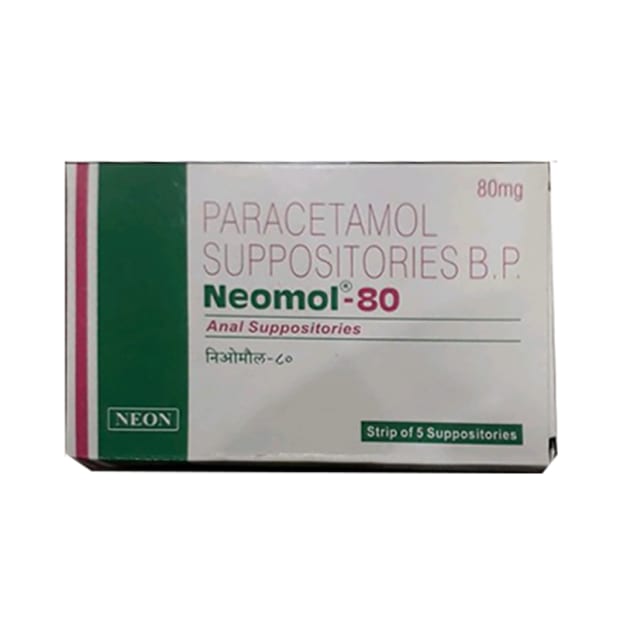 80mg
PARACETAMOL
SUPPOSITORIES B.P.
Neomol®-80
Anal Suppositories
निओमौल-८०
NEON
Strip of 5 Suppositories